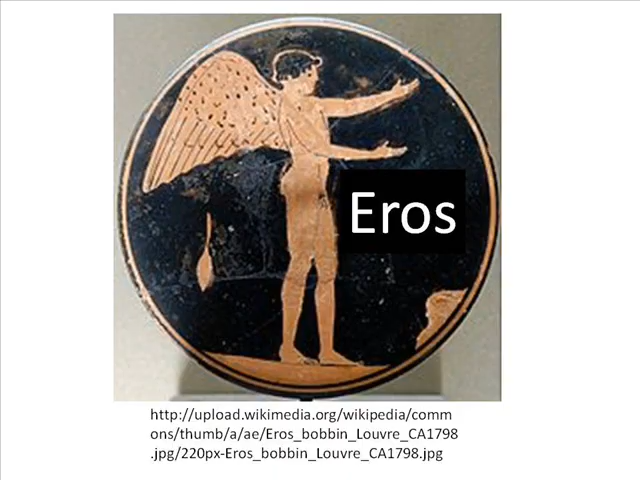 Eros
http://upload.wikimedia.org/wikipedia/comm
ons/thumb/a/ae/Eros_bobbin_Louvre_CA1798
.jpg/220px-Eros_bobbin_Louvre_CA1798.jpg